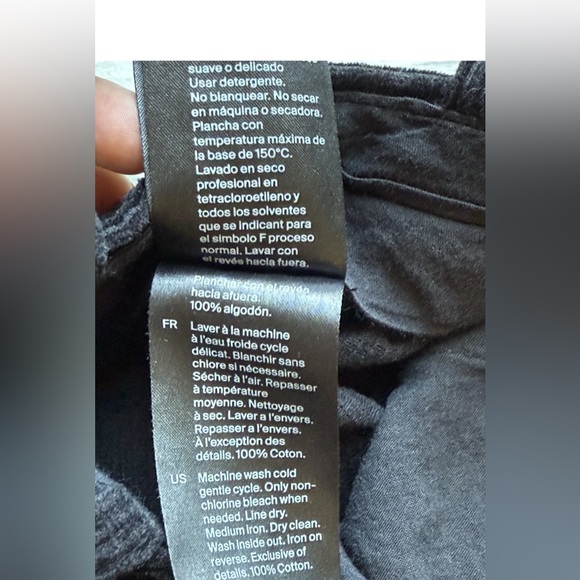 suave o delicado
Usar detergente.
No blanquear. No secar
en máquina o secadora.
Plancha con
temperatura máxima de
la base de 150°C.
Lavado en seco
profesional en
tetracloroetileno y
todos los solventes
que se indicant para
el símbolo F proceso
normal. Lavar con
el revés hacia fuera.
Planchar con el revés
hacia afuera.
100% algodón.
FR Laver à la machine
à l'eau froide cycle
délicat. Blanchir sans
chlore si nécessaire.
Sécher à l'air. Repasser
à température
moyenne. Nettoyage
à sec. Laver a l'envers.
Repasser a l'envers.
À l'exception des
détails. 100% Coton.
US Machine wash cold
gentle cycle. Only non-
chlorine bleach when
needed. Line dry.
Medium iron. Dry clean.
Wash inside out. Iron on
reverse. Exclusive of
details. 100% Cotton.